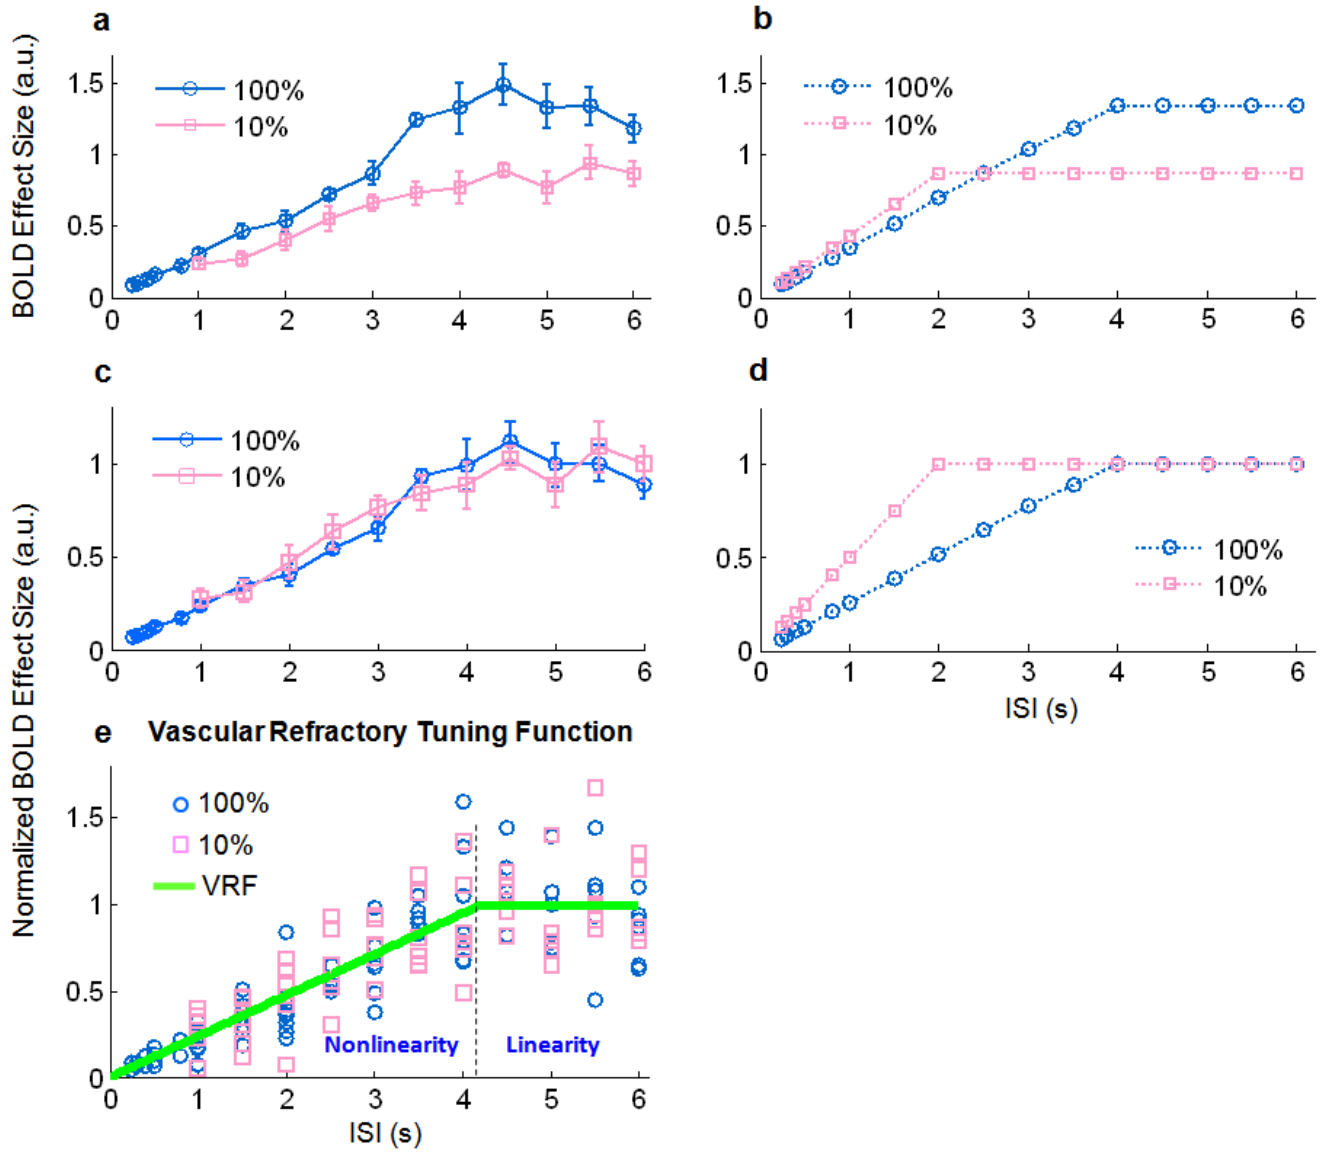 a
BOLD Effect Size (a.u.)
1.5
1
0.5
0
100%
10%
0 1 2 3 4 5 6
b
1.5
1
0.5
0
100%
10%
0 1 2 3 4 5 6
c
Normalized BOLD Effect Size (a.u.)
1
0.5
0
100%
10%
0 1 2 3 4 5 6
d
1
0.5
0
100%
10%
0 1 2 3 4 5 6
ISI (s)
e
Vascular Refractory Tuning Function
1.5
1
0.5
0
100%
10%
VRF
Nonlinearity
Linearity
0 1 2 3 4 5 6
ISI (s)